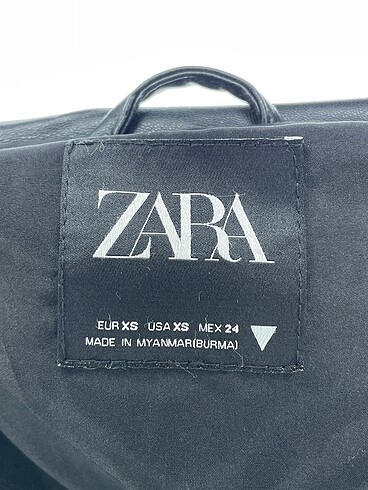 ZARA
EUR XS USA XS MEX 24
MADE IN MYANMAR(BURMA)